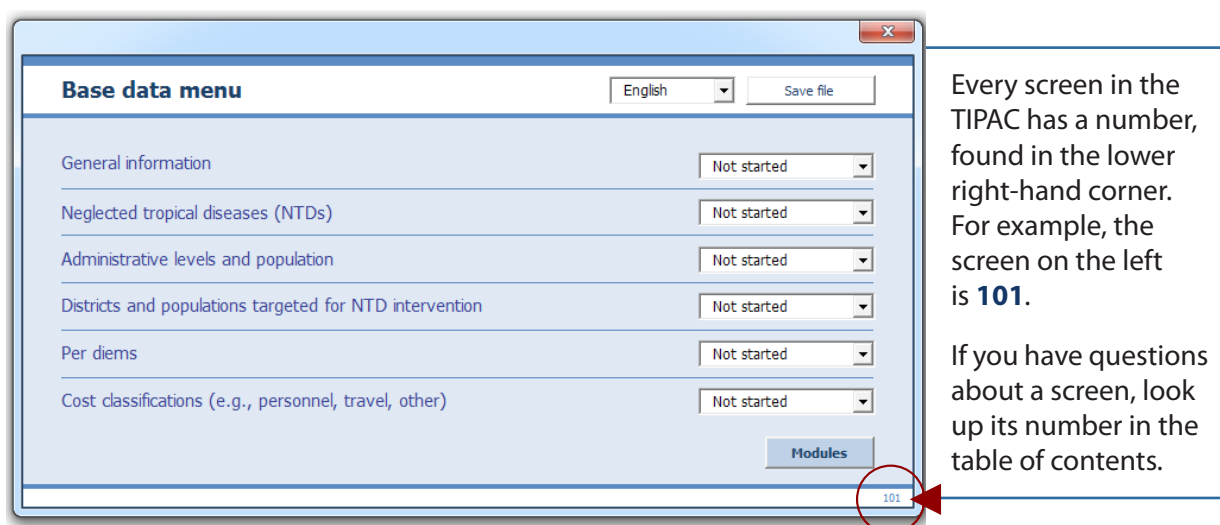 Base data menu
English
Save file
General information
Not started
Neglected tropical diseases (NTDs)
Not started
Administrative levels and population
Not started
Districts and populations targeted for NTD intervention
Not started
Per diems
Not started
Cost classifications (e.g., personnel, travel, other)
Not started
Modules
101
Every screen in the
TIPAC has a number,
found in the lower
right-hand corner.
For example, the
screen on the left
is 101.
If you have questions
about a screen, look
up its number in the
table of contents.